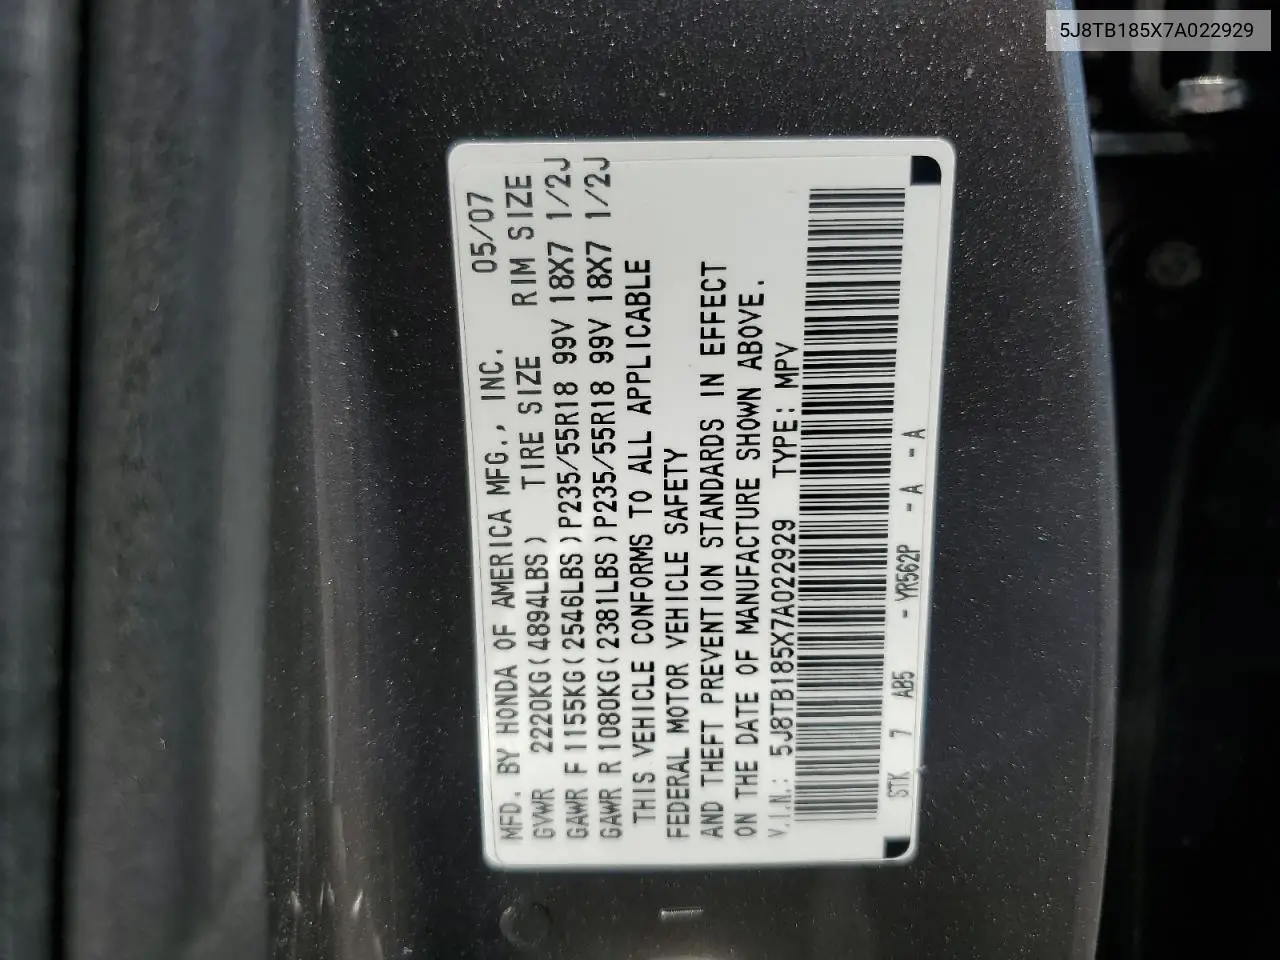 5J8TB185X7A022929
MFD. BY HONDA OF AMERICA MFG., INC. 05/07
GVWR 2220KG(4894LBS) TIRE SIZE RIM SIZE
GAWR F 1155KG(2546LBS)P235/55R18 99V 18X7 1/2J
GAWR R 1080KG(2381LBS)P235/55R18 99V 18X7 1/2J
THIS VEHICLE CONFORMS TO ALL APPLICABLE
FEDERAL MOTOR VEHICLE SAFETY
AND THEFT PREVENTION STANDARDS IN EFFECT
ON THE DATE OF MANUFACTURE SHOWN ABOVE.
V.I.N.: 5J8TB185X7A022929 TYPE: MPV
STK 7 AB5 - YR562P - A - A